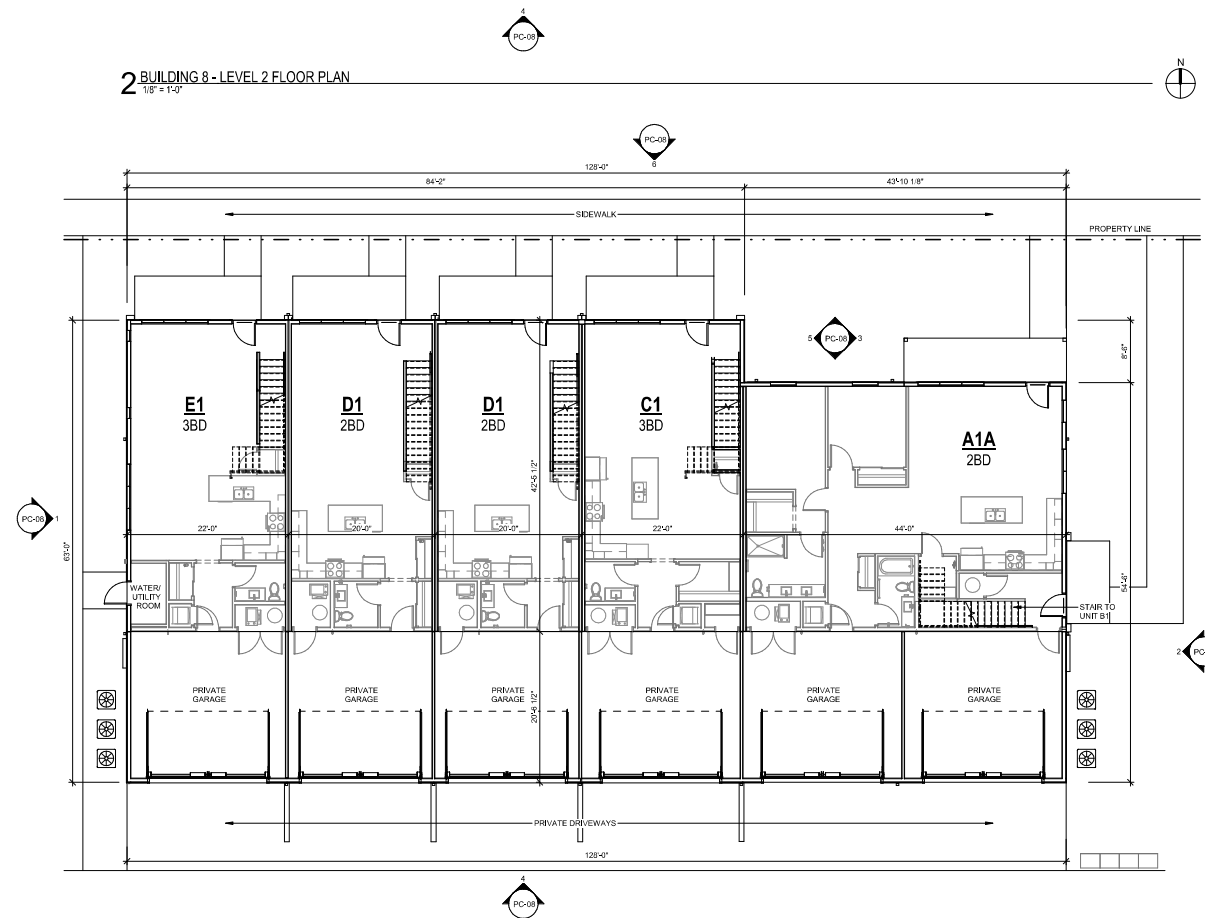 4
PC-08
2 BUILDING 8 - LEVEL 2 FLOOR PLAN
1/8" = 1'-0"
N
PC-08
6
128'-0"
84'-2"
43'-10 1/8"
SIDEWALK
PROPERTY LINE
5 PC-08 3
8'-6"
E1
3BD
D1
2BD
D1
2BD
C1
3BD
A1A
2BD
42'-5 1/2"
PC-08 1
63'-0"
22'-0"
20'-0"
20'-0"
22'-0"
44'-0"
54'-6"
WATER/
UTILITY
ROOM
STAIR TO
UNIT B1
2 PC-
PRIVATE
GARAGE
PRIVATE
GARAGE
PRIVATE
GARAGE
PRIVATE
GARAGE
PRIVATE
GARAGE
PRIVATE
GARAGE
20'-6 1/2"
PRIVATE DRIVEWAYS
128'-0"
4
PC-08